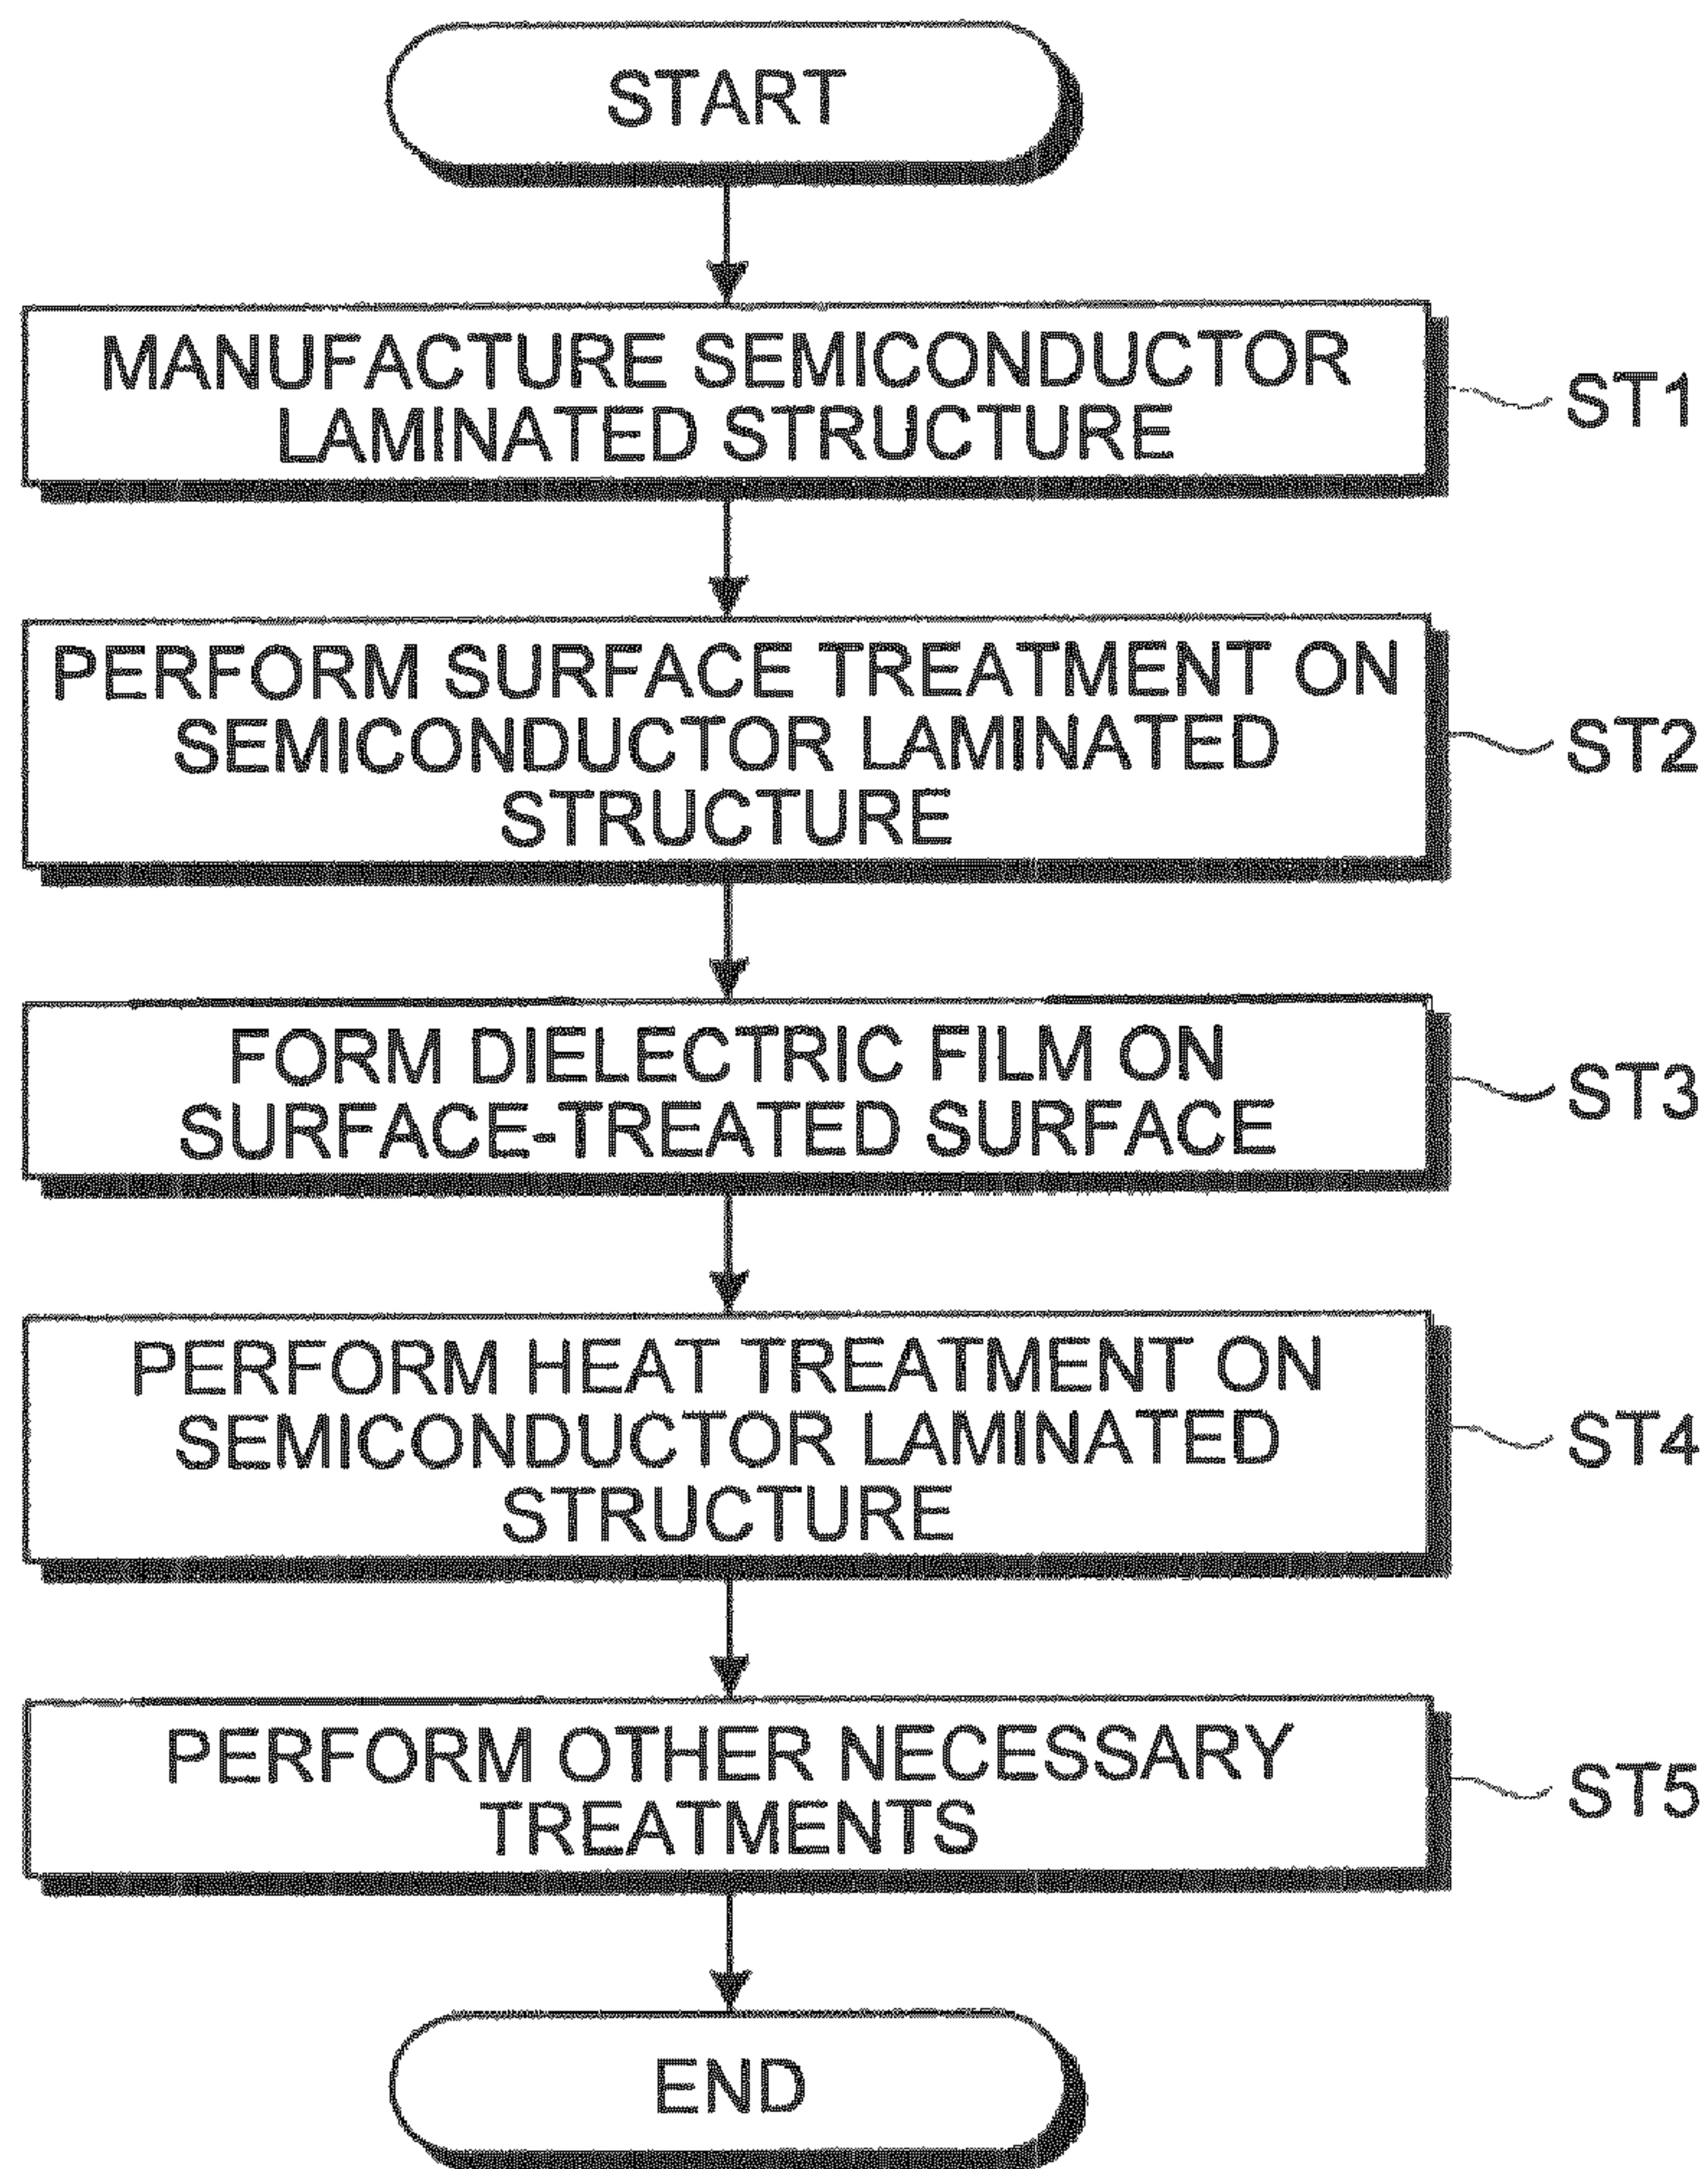 START
MANUFACTURE SEMICONDUCTOR
LAMINATED STRUCTURE
ST1
PERFORM SURFACE TREATMENT ON
SEMICONDUCTOR LAMINATED
STRUCTURE
ST2
FORM DIELECTRIC FILM ON
SURFACE-TREATED SURFACE
ST3
PERFORM HEAT TREATMENT ON
SEMICONDUCTOR LAMINATED
STRUCTURE
ST4
PERFORM OTHER NECESSARY
TREATMENTS
ST5
END